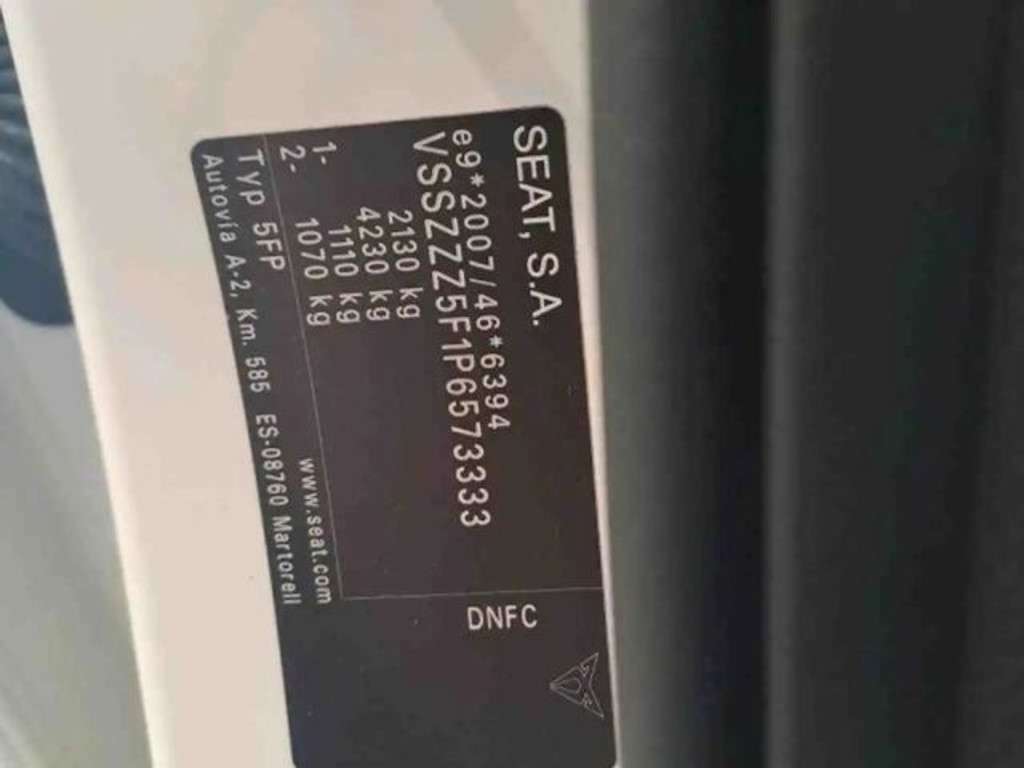 SEAT, S.A.
e9*2007/46*6394
VSSZZZ5F1P6573333
2130 kg
4230 kg
1- 1110 kg
2- 1070 kg
DNFC
Typ 5FP
www.seat.com
Autovía A-2, Km. 585 ES-08760 Martorell